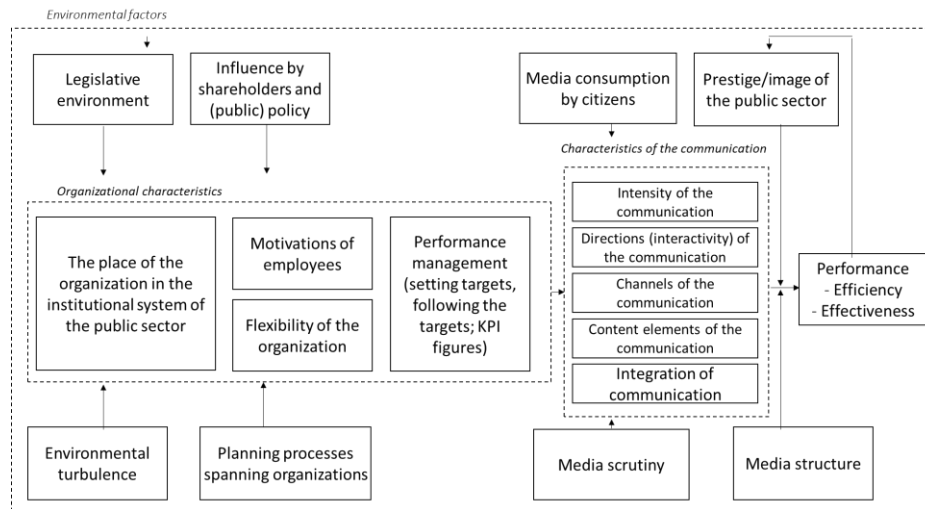 Environmental factors
Legislative
environment
Influence by
shareholders and
(public) policy
Media consumption
by citizens
Prestige/image of
the public sector
Characteristics of the communication
Organizational characteristics
The place of the
organization in the
institutional system of
the public sector
Motivations of
employees
Flexibility of the
organization
Performance
management
(setting targets,
following the
targets; KPI
figures)
Intensity of the
communication
Directions (interactivity) of
the communication
Channels of the
communication
Content elements of the
communication
Integration of
communication
Performance
- Efficiency
- Effectiveness
Environmental
turbulence
Planning processes
spanning organizations
Media scrutiny
Media structure